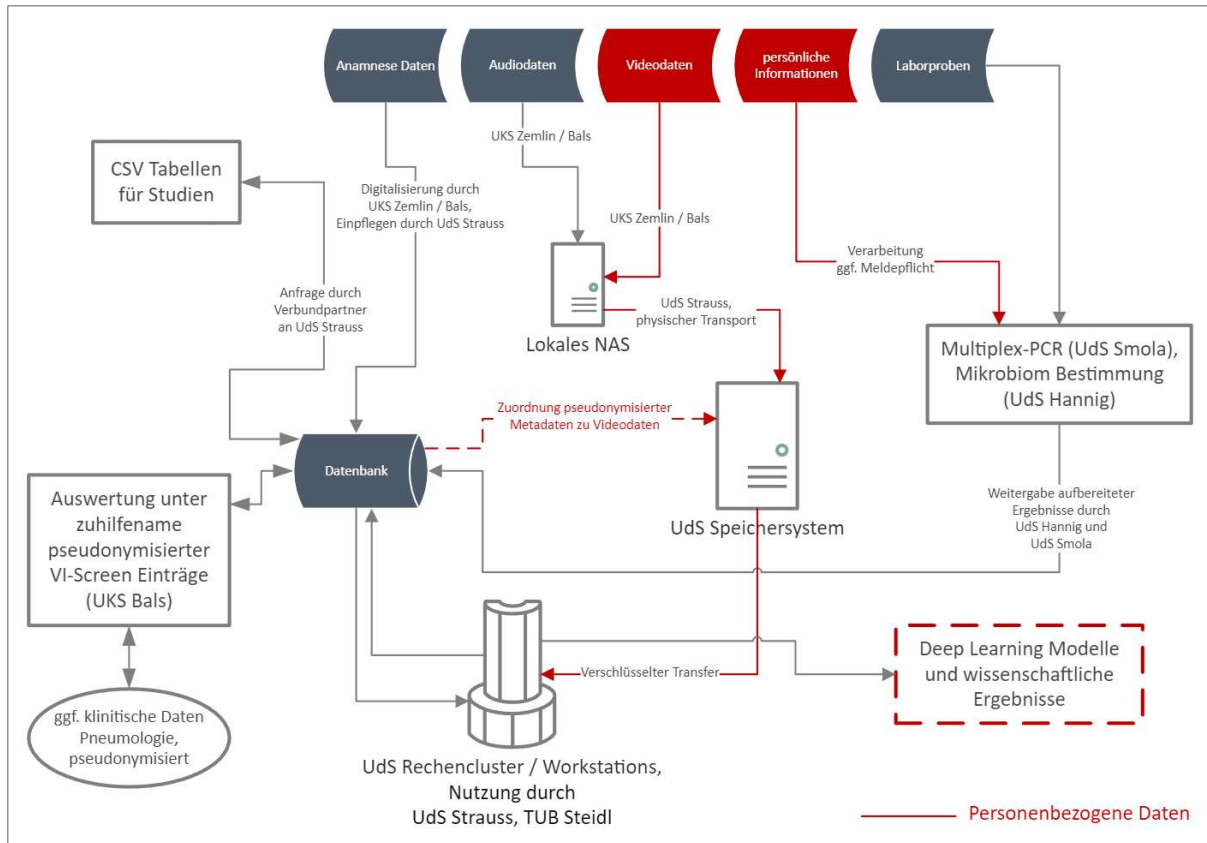 Anamnese Daten
Audiodaten
Videodaten
persönliche
Informationen
Laborproben
UKS Zemlin / Bals
CSV Tabellen
für Studien
Digitalisierung durch
UKS Zemlin / Bals,
Einpflegen durch UdS Strauss
UKS Zemlin / Bals
Verarbeitung
ggf. Meldepflicht
Anfrage durch
Verbundpartner
an UdS Strauss
UdS Strauss,
physischer Transport
Lokales NAS
Multiplex-PCR (UdS Smola),
Mikrobiom Bestimmung
(UdS Hannig)
Zuordnung pseudonymisierter
Metadaten zu Videodaten
Datenbank
UdS Speichersystem
Weitergabe aufbereiteter
Ergebnisse durch
UdS Hannig und
UdS Smola
Auswertung unter
zuhilfename
pseudonymisierter
VI-Screen Einträge
(UKS Bals)
Verschlüsselter Transfer
Deep Learning Modelle
und wissenschaftliche
Ergebnisse
ggf. klinitische Daten
Pneumologie,
pseudonymisiert
UdS Rechencluster / Workstations,
Nutzung durch
UdS Strauss, TUB Steidl
Personenbezogene Daten